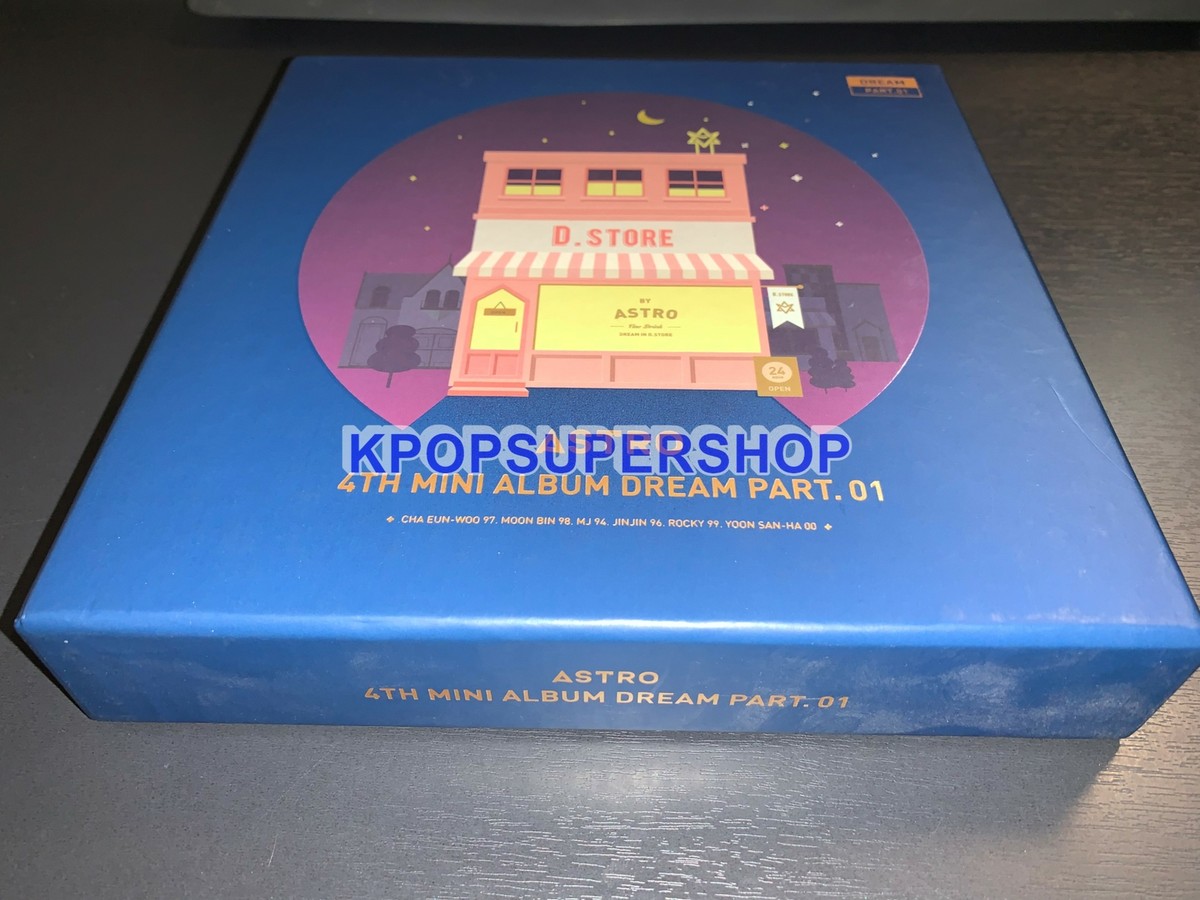 DREAM
PART.01
D.STORE
BY
ASTRO
DREAM IN D.STORE
D.STORE
24
OPEN
ASTRO
KPOPSUPERSHOP
4TH MINI ALBUM DREAM PART. 01
CHA EUN-WOO 97. MOON BIN 98. MJ 94. JINJIN 96. ROCKY 99. YOON SAN-HA 00
ASTRO
4TH MINI ALBUM DREAM PART. 01